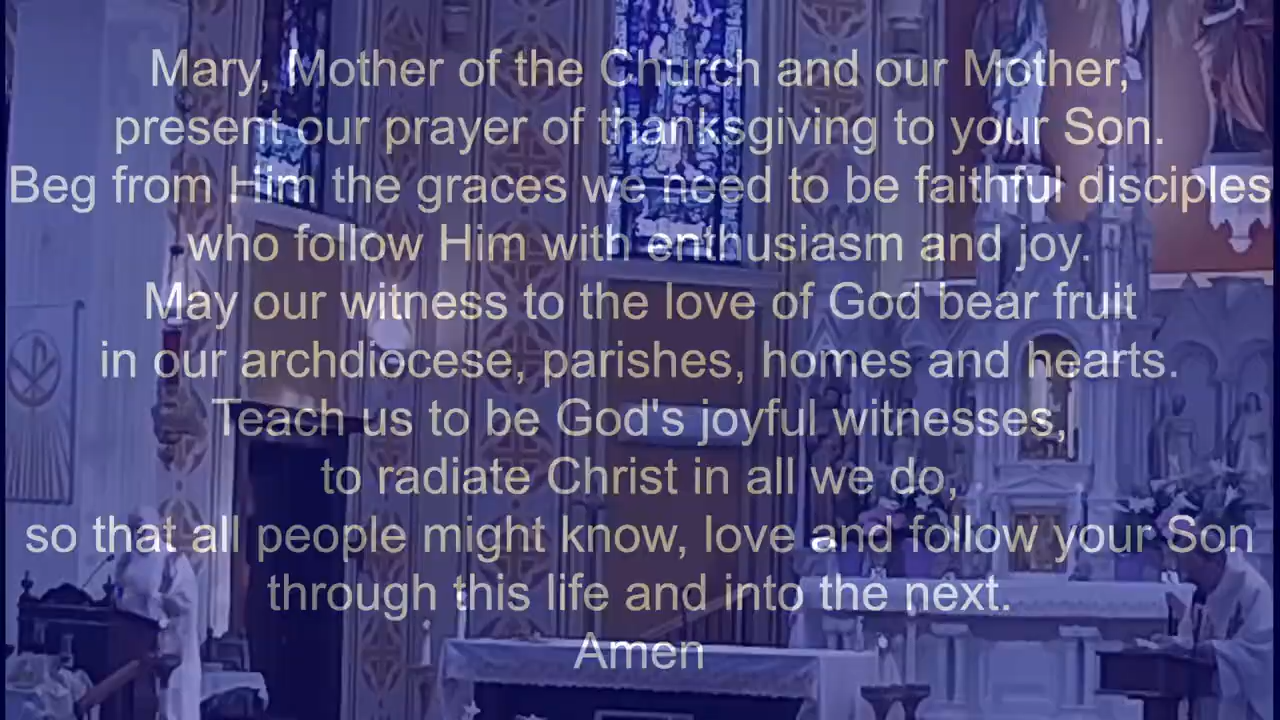 Mary, Mother of the Church and our Mother,
present our prayer of thanksgiving to your Son.
Beg from Him the graces we need to be faithful disciples
who follow Him with enthusiasm and joy.
May our witness to the love of God bear fruit
in our archdiocese, parishes, homes and hearts.
Teach us to be God's joyful witnesses,
to radiate Christ in all we do,
so that all people might know, love and follow your Son
through this life and into the next.
Amen